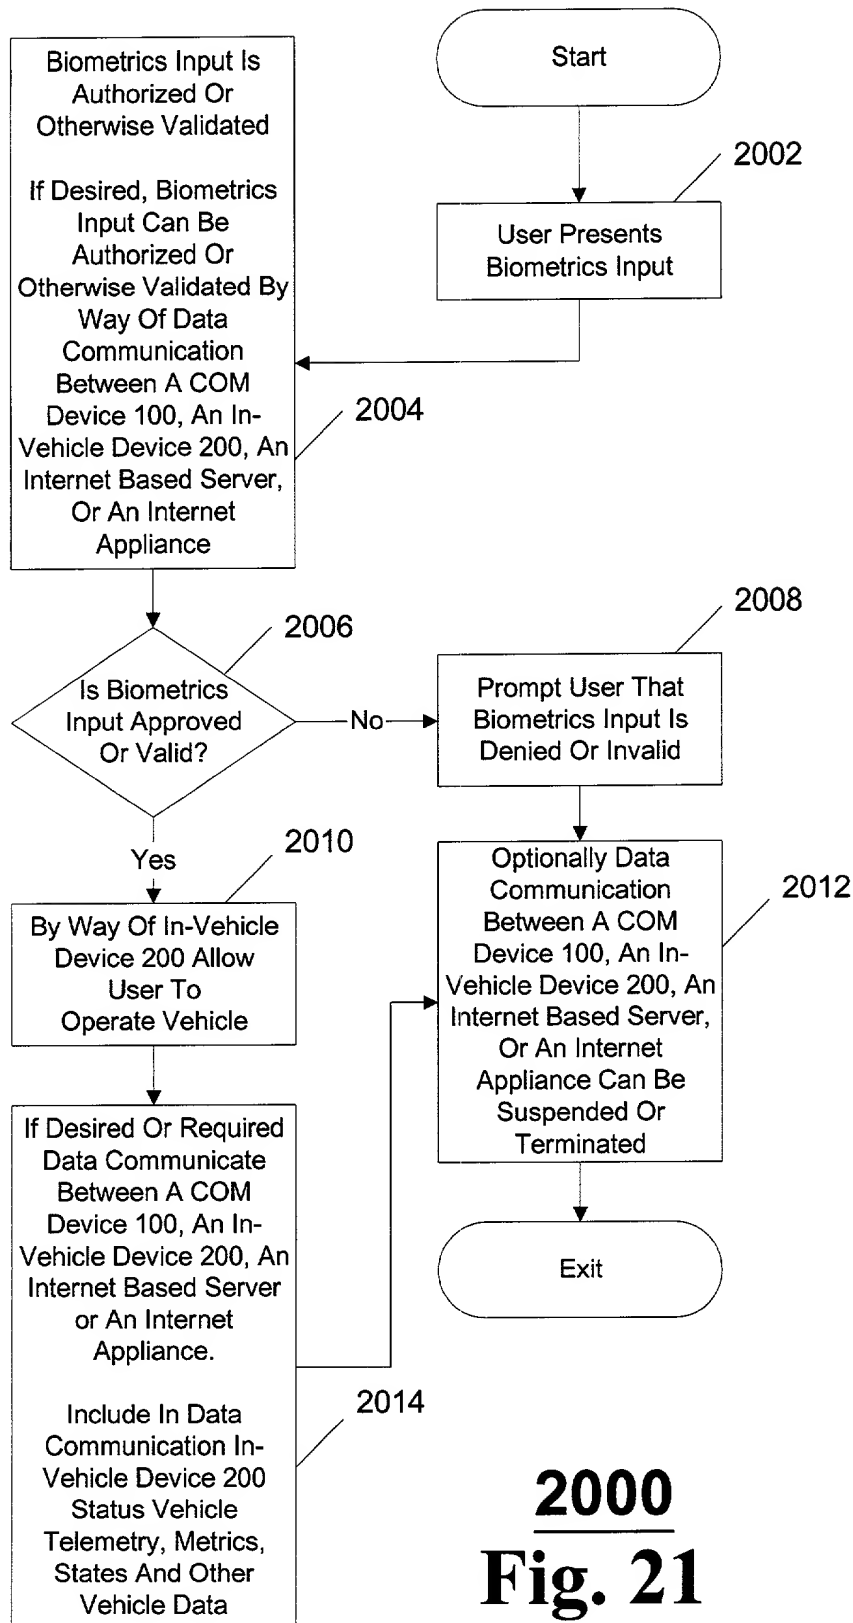 Start
2002
User Presents
Biometrics Input
Biometrics Input Is
Authorized Or
Otherwise Validated
If Desired, Biometrics
Input Can Be
Authorized Or
Otherwise Validated By
Way Of Data
Communication
Between A COM
Device 100, An In-
Vehicle Device 200, An
Internet Based Server,
Or An Internet
Appliance
2004
2006
Is Biometrics
Input Approved
Or Valid?
No
2008
Prompt User That
Biometrics Input Is
Denied Or Invalid
Yes
2010
By Way Of In-Vehicle
Device 200 Allow
User To
Operate Vehicle
Optionally Data
Communication
Between A COM
Device 100, An In-
Vehicle Device 200, An
Internet Based Server,
Or An Internet
Appliance Can Be
Suspended Or
Terminated
2012
If Desired Or Required
Data Communicate
Between A COM
Device 100, An In-
Vehicle Device 200, An
Internet Based Server
or An Internet
Appliance.
Include In Data
Communication In-
Vehicle Device 200
Status Vehicle
Telemetry, Metrics,
States And Other
Vehicle Data
2014
Exit
2000
Fig. 21